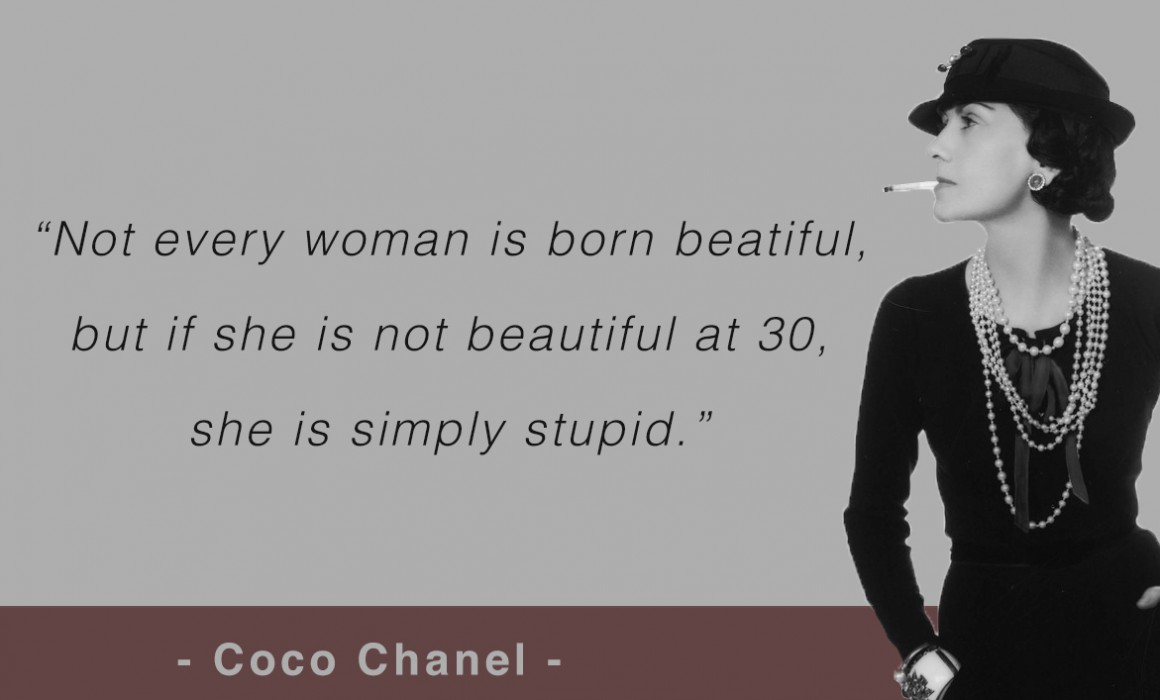 “Not every woman is born beatiful,
but if she is not beautiful at 30,
she is simply stupid.”
- Coco Chanel -